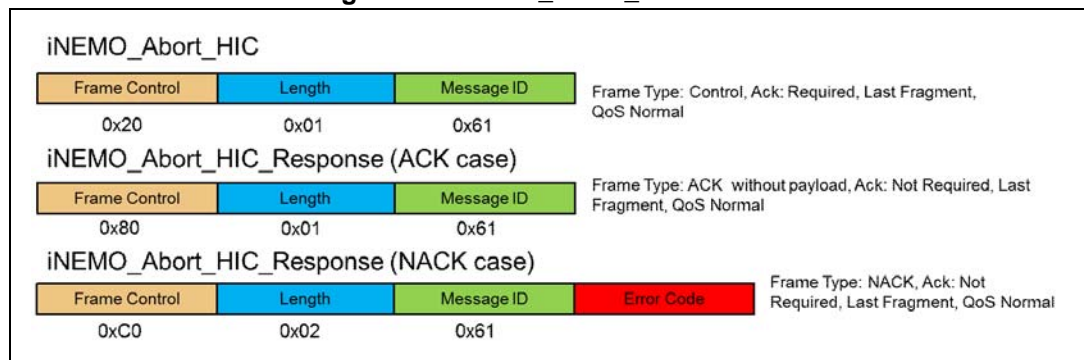 iNEMO_Abort_HIC
Frame Control Length Message ID
Frame Type: Control, Ack: Required, Last Fragment,
QoS Normal
0x20 0x01 0x61
iNEMO_Abort_HIC_Response (ACK case)
Frame Control Length Message ID
Frame Type: ACK without payload, Ack: Not Required, Last
Fragment, QoS Normal
0x80 0x01 0x61
iNEMO_Abort_HIC_Response (NACK case)
Frame Control Length Message ID Error Code
Frame Type: NACK, Ack: Not
Required, Last Fragment, QoS Normal
0xC0 0x02 0x61